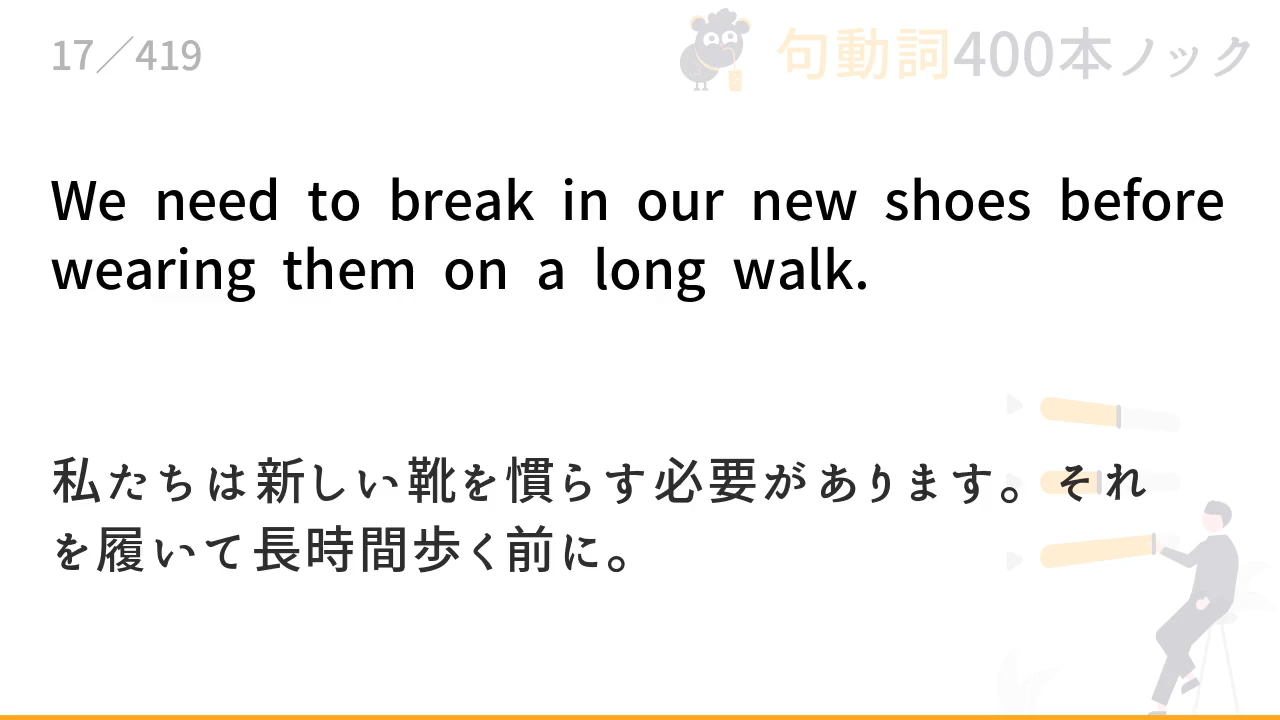 17／419
句動詞400本ノック
We need to break in our new shoes before
wearing them on a long walk.
私たちは新しい靴を慣らす必要があります。それ
を履いて長時間歩く前に。